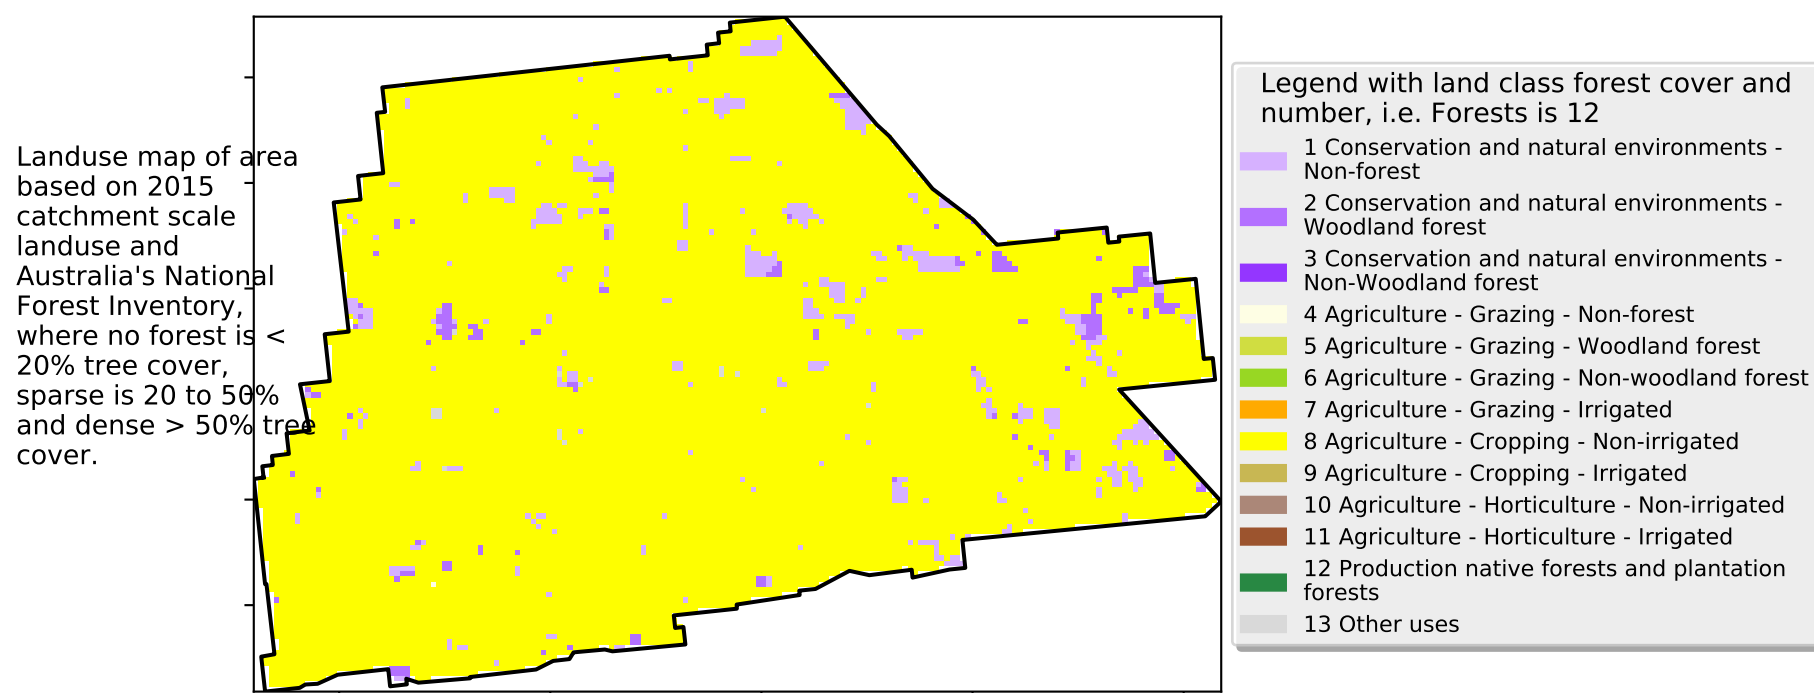 Landuse map of area
based on 2015
catchment scale
landuse and
Australia's National
Forest Inventory,
where no forest is <
20% tree cover,
sparse is 20 to 50%
and dense > 50% tree
cover.
Legend with land class forest cover and
number, i.e. Forests is 12
1 Conservation and natural environments -
Non-forest
2 Conservation and natural environments -
Woodland forest
3 Conservation and natural environments -
Non-Woodland forest
4 Agriculture - Grazing - Non-forest
5 Agriculture - Grazing - Woodland forest
6 Agriculture - Grazing - Non-woodland forest
7 Agriculture - Grazing - Irrigated
8 Agriculture - Cropping - Non-irrigated
9 Agriculture - Cropping - Irrigated
10 Agriculture - Horticulture - Non-irrigated
11 Agriculture - Horticulture - Irrigated
12 Production native forests and plantation
forests
13 Other uses